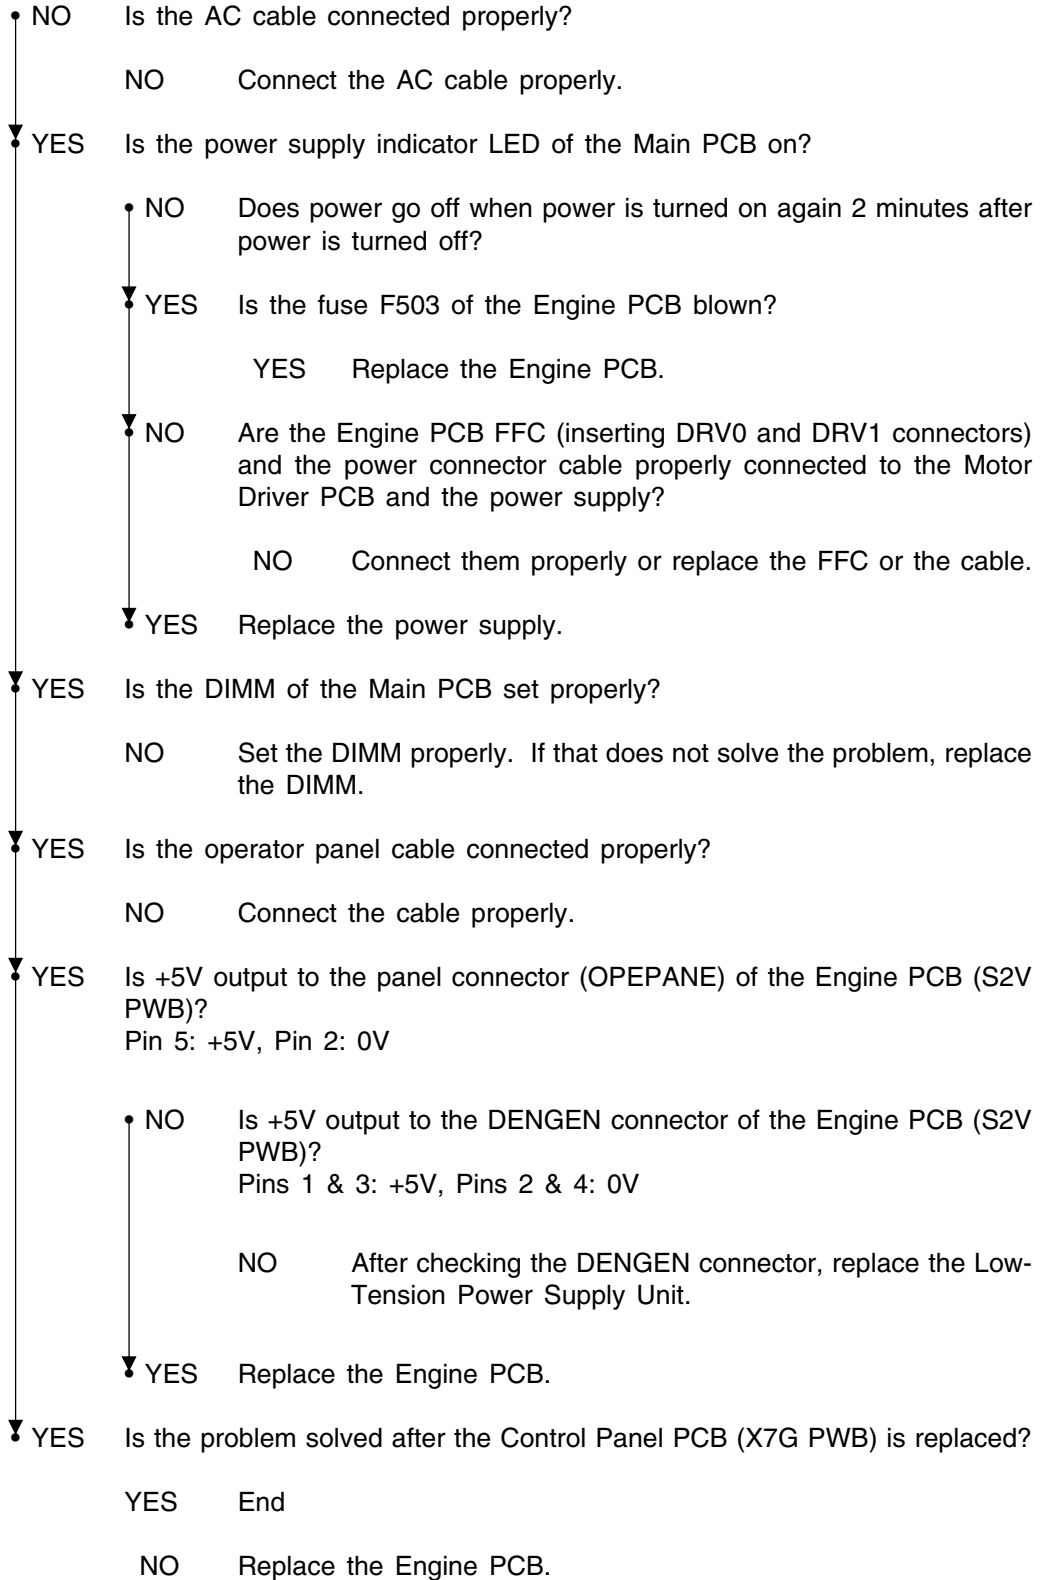 NO Is the AC cable connected properly?
NO Connect the AC cable properly.
YES Is the power supply indicator LED of the Main PCB on?
NO Does power go off when power is turned on again 2 minutes after
power is turned off?
YES Is the fuse F503 of the Engine PCB blown?
YES Replace the Engine PCB.
NO Are the Engine PCB FFC (inserting DRV0 and DRV1 connectors)
and the power connector cable properly connected to the Motor
Driver PCB and the power supply?
NO Connect them properly or replace the FFC or the cable.
YES Replace the power supply.
YES Is the DIMM of the Main PCB set properly?
NO Set the DIMM properly. If that does not solve the problem, replace
the DIMM.
YES Is the operator panel cable connected properly?
NO Connect the cable properly.
YES Is +5V output to the panel connector (OPEPANE) of the Engine PCB (S2V
PWB)?
Pin 5: +5V, Pin 2: 0V
NO Is +5V output to the DENGEN connector of the Engine PCB (S2V
PWB)?
Pins 1 & 3: +5V, Pins 2 & 4: 0V
NO After checking the DENGEN connector, replace the Low-
Tension Power Supply Unit.
YES Replace the Engine PCB.
YES Is the problem solved after the Control Panel PCB (X7G PWB) is replaced?
YES End
NO Replace the Engine PCB.